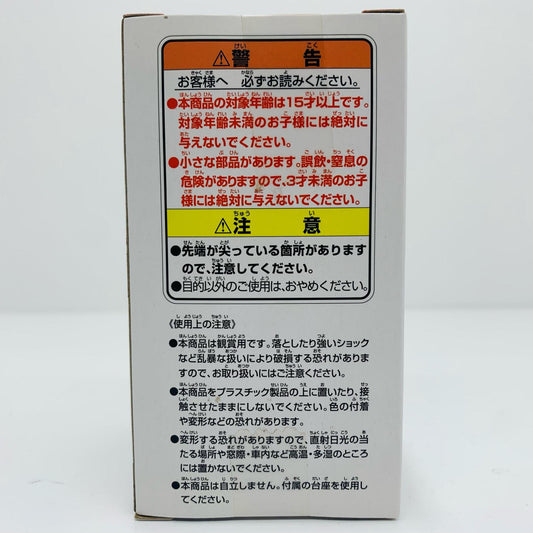 ⚠警告
お客様へ 必ずお読みください。
●本商品の対象年齢は15才以上です。
対象年齢未満のお子様には絶対に
与えないでください。
●小さな部品があります。誤飲・窒息の
危険がありますので、3才未満のお子
様には絶対に与えないでください。
⚠注意
●先端が尖っている箇所があります
ので、注意してください。
●目的以外のご使用は、おやめください。
《使用上の注意》
●本商品は観賞用です。落としたり強いショック
など乱暴な扱いにより破損する恐れがありま
すので、お取り扱いにはご注意ください。
●本商品をプラスチック製品の上に置いたり、接
触させたままにしないでください。色の付着
や変形などの恐れがあります。
●変形する恐れがありますので、直射日光の当
たる場所や窓際・車内など高温・多湿のところ
には置かないでください。
●本商品は自立しません。付属の台座を使用し
てください。